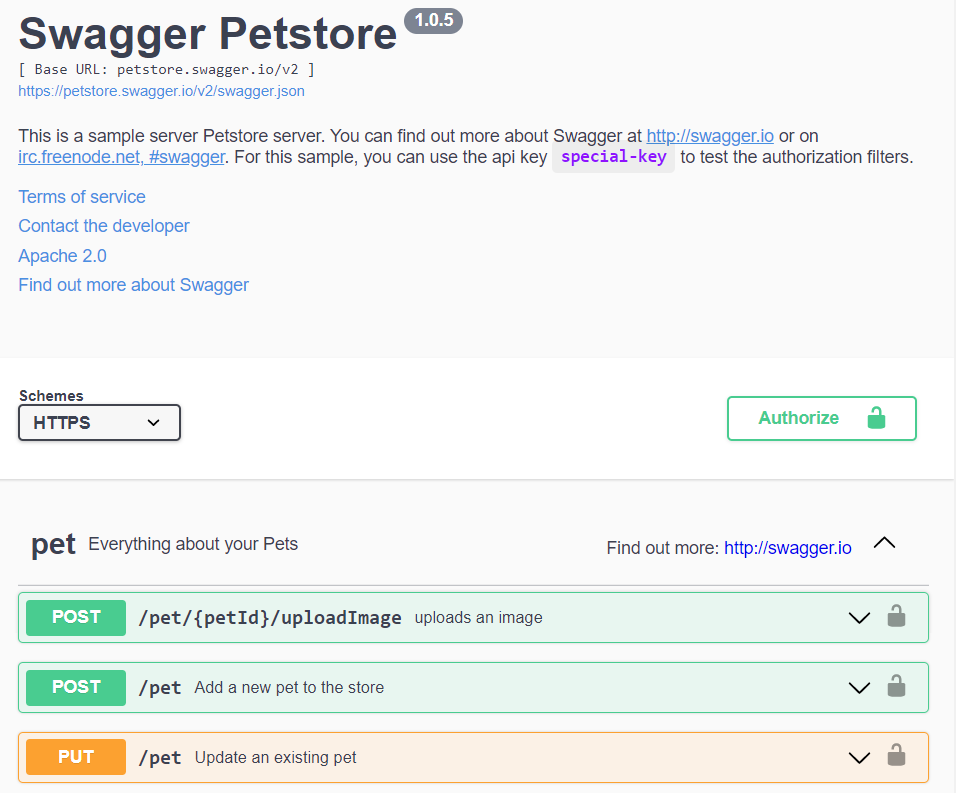 Swagger Petstore 1.0.5
[ Base URL: petstore.swagger.io/v2 ]
https://petstore.swagger.io/v2/swagger.json
This is a sample server Petstore server. You can find out more about Swagger at http://swagger.io or on
irc.freenode.net, #swagger. For this sample, you can use the api key special-key to test the authorization filters.
Terms of service
Contact the developer
Apache 2.0
Find out more about Swagger
Schemes
HTTPS
Authorize
pet Everything about your Pets Find out more: http://swagger.io
POST /pet/{petId}/uploadImage uploads an image
POST /pet Add a new pet to the store
PUT /pet Update an existing pet